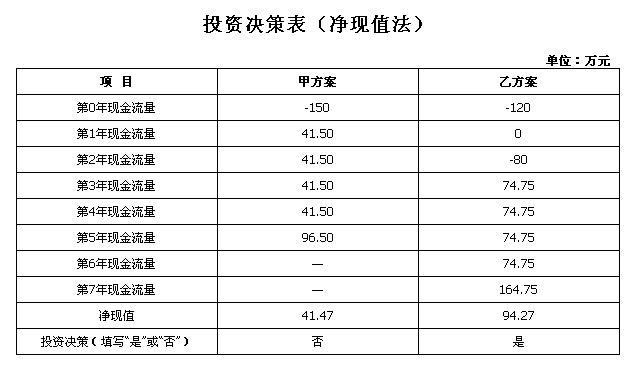 投资决策表（净现值法）
单位：万元
项 目 甲方案 乙方案
第0年现金流量 -150 -120
第1年现金流量 41.50 0
第2年现金流量 41.50 -80
第3年现金流量 41.50 74.75
第4年现金流量 41.50 74.75
第5年现金流量 96.50 74.75
第6年现金流量 — 74.75
第7年现金流量 — 164.75
净现值 41.47 94.27
投资决策（填写“是”或“否”） 否 是